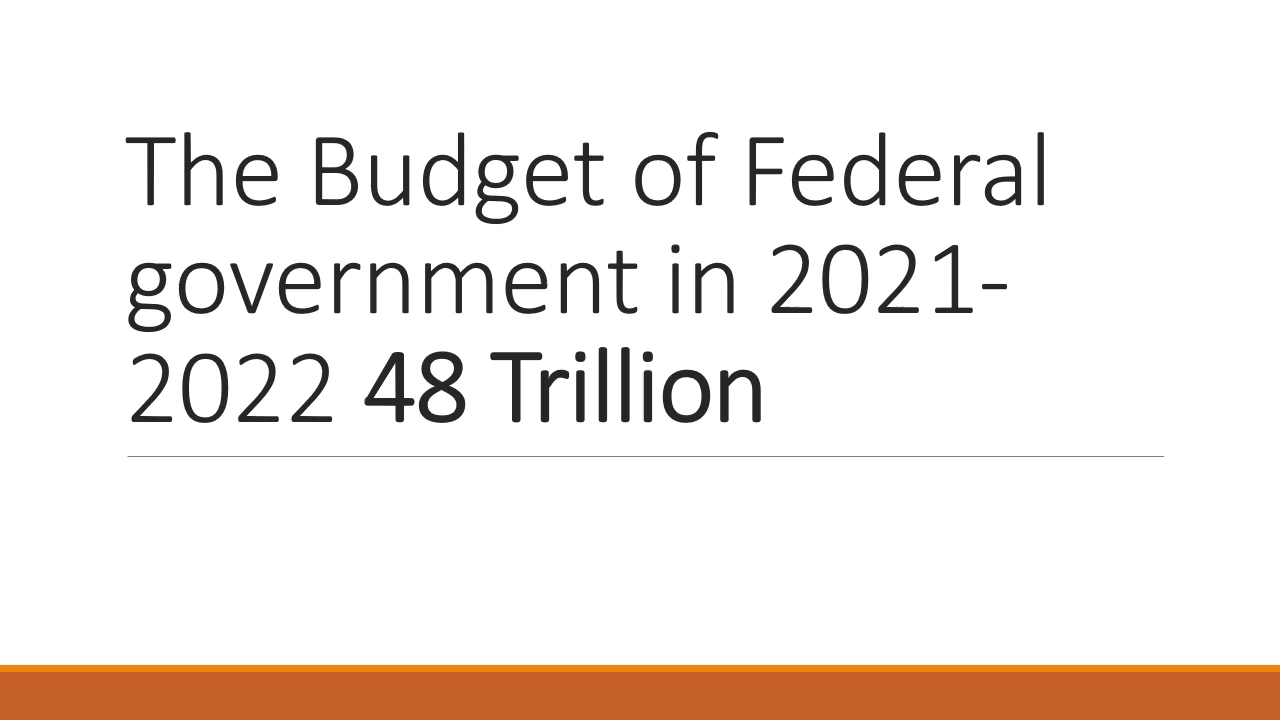 The Budget of Federal
government in 2021-
2022 48 Trillion